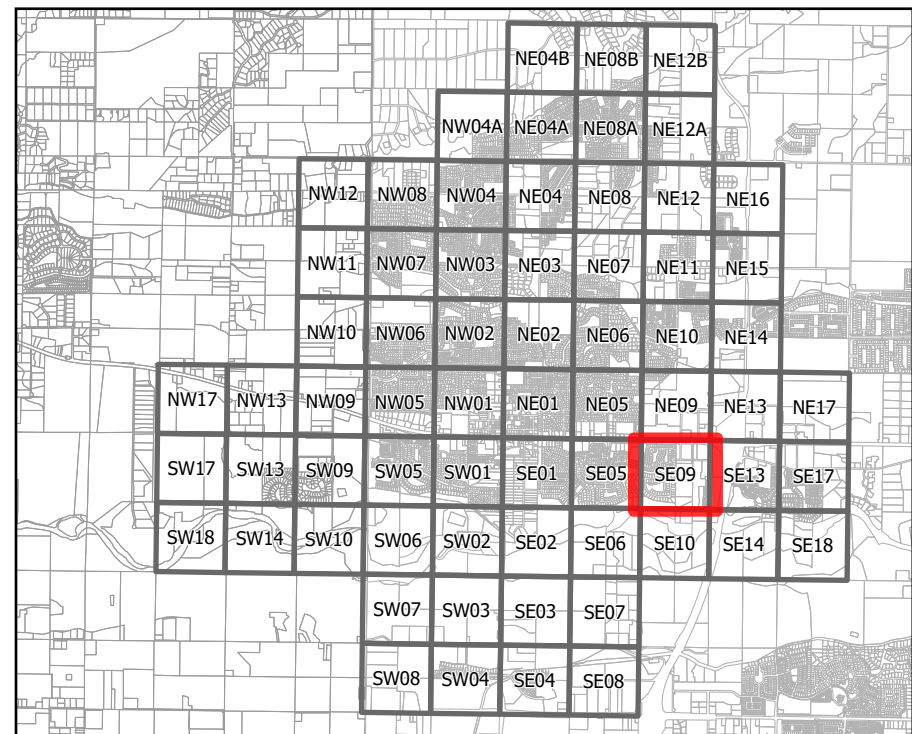 NE04B NE08B NE12B
NW04A NE04A NE08A NE12A
NW12 NW08 NW04 NE04 NE08 NE12 NE16
NW11 NW07 NW03 NE03 NE07 NE11 NE15
NW10 NW06 NW02 NE02 NE06 NE10 NE14
NW17 NW13 NW09 NW05 NW01 NE01 NE05 NE09 NE13 NE17
SW17 SW13 SW09 SW05 SW01 SE01 SE05 SE09 SE13 SE17
SW18 SW14 SW10 SW06 SW02 SE02 SE06 SE10 SE14 SE18
SW07 SW03 SE03 SE07
SW08 SW04 SE04 SE08